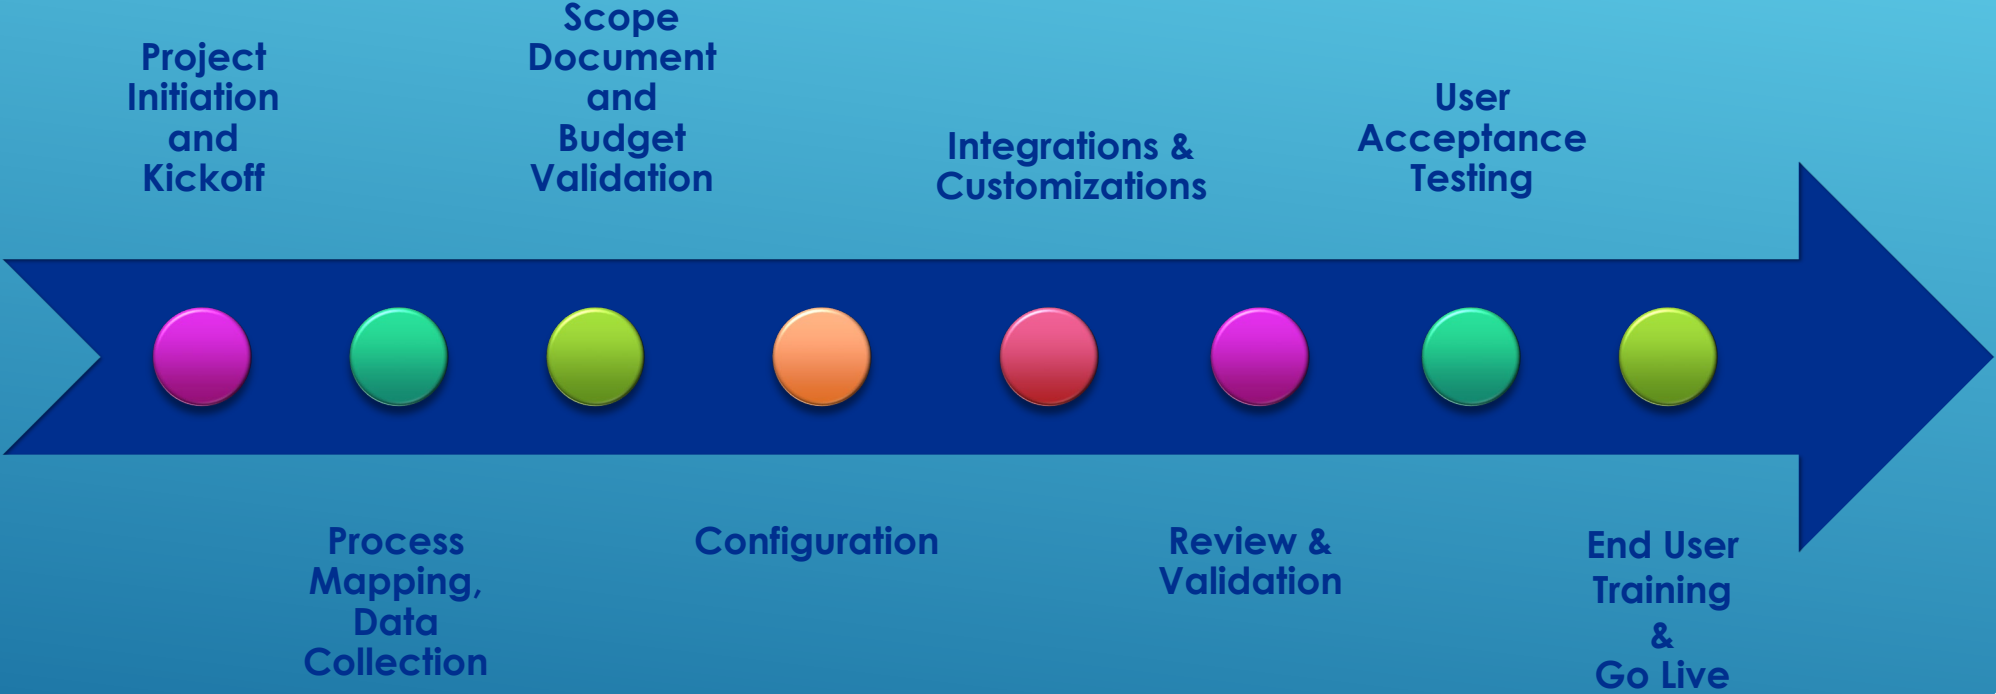 Project
Initiation
and
Kickoff
Process
Mapping,
Data
Collection
Scope
Document
and
Budget
Validation
Configuration
Integrations &
Customizations
Review &
Validation
User
Acceptance
Testing
End User
Training
&
Go Live